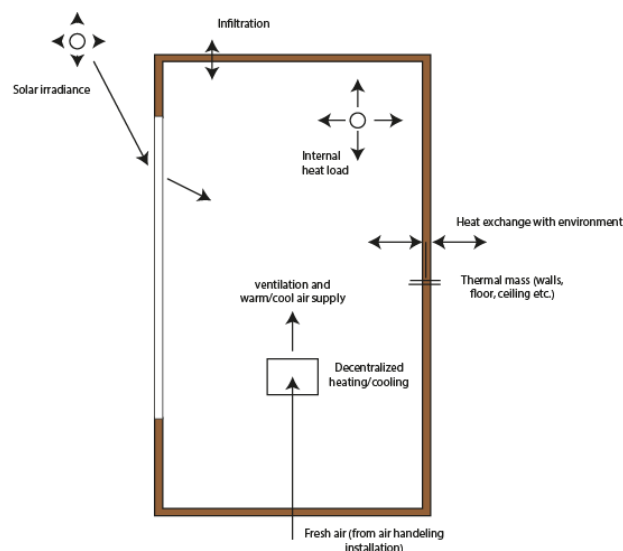 Infiltration
Solar irradiance
Internal
heat load
Heat exchange with environment
Thermal mass (walls,
floor, ceiling etc.)
ventilation and
warm/cool air supply
Decentralized
heating/cooling
Fresh air (from air handeling
installation)